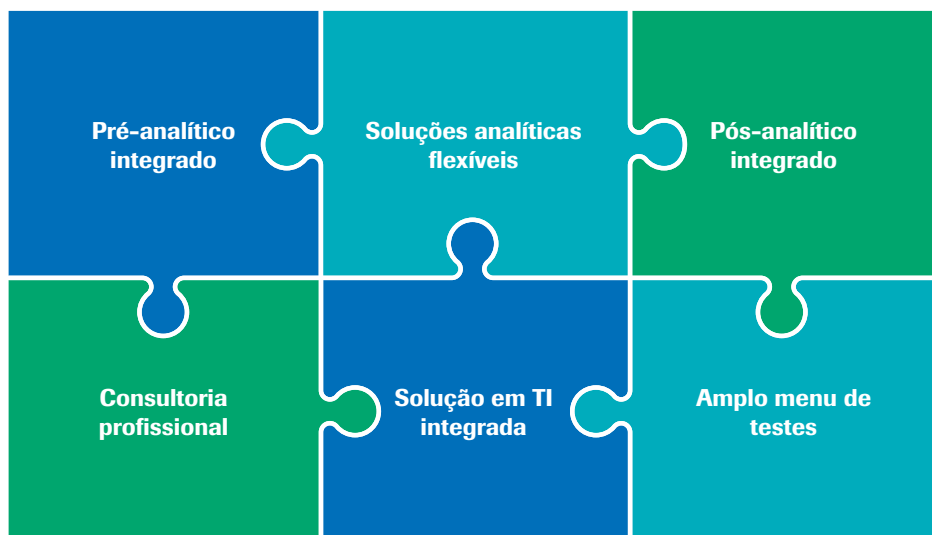 Pré-analítico
integrado
Soluções analíticas
flexíveis
Pós-analítico
integrado
Consultoria
profissional
Solução em TI
integrada
Amplo menu de
testes